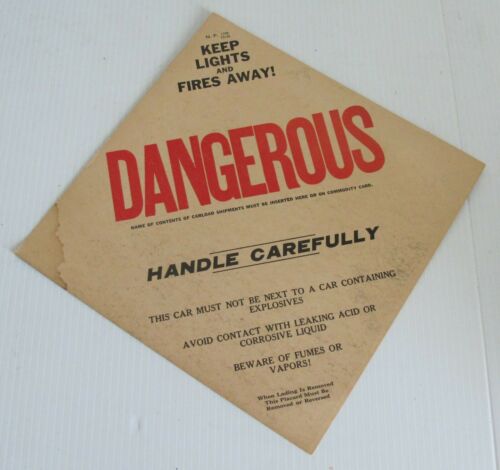 N. P.
KEEP
LIGHTS
AND
FIRES AWAY!
DANGEROUS
NAME OF CONTENTS OF CARLOAD SHIPMENTS MUST BE INSERTED HERE OR ON COMMODITY CARD.
HANDLE CAREFULLY
THIS CAR MUST NOT BE NEXT TO A CAR CONTAINING
EXPLOSIVES
AVOID CONTACT WITH LEAKING ACID OR
CORROSIVE LIQUID
BEWARE OF FUMES OR
VAPORS!
When Lading is Removed
This Placard Must Be
Removed or Reversed